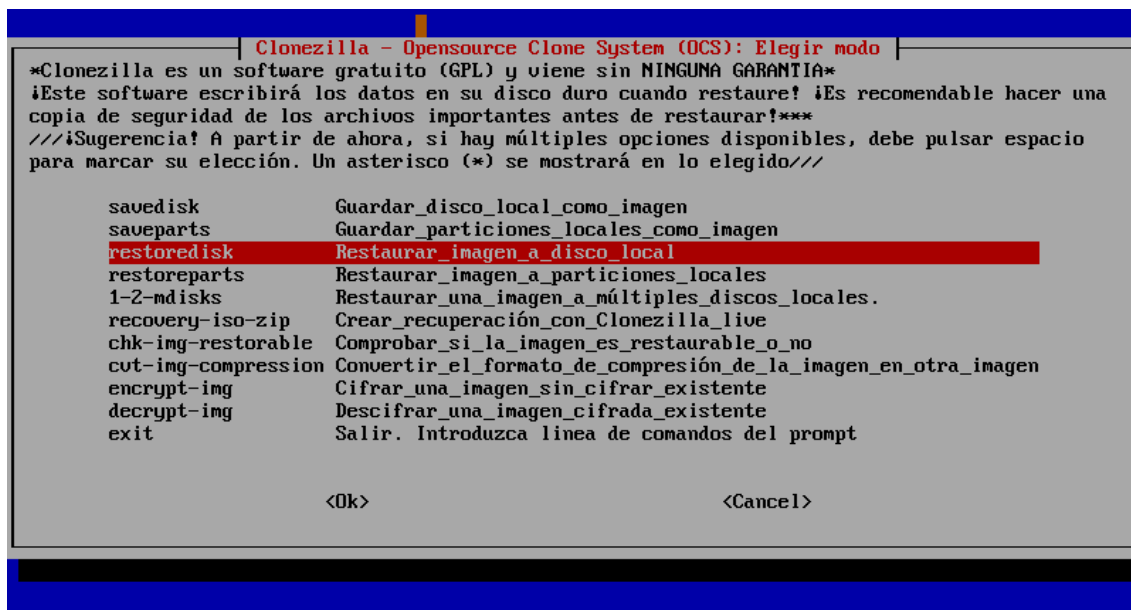 Clonezilla - Opensource Clone System (OCS): Elegir modo
*Clonezilla es un software gratuito (GPL) y viene sin NINGUNA GARANTIA*
¡Este software escribirá los datos en su disco duro cuando restaure! ¡Es recomendable hacer una
copia de seguridad de los archivos importantes antes de restaurar!***
///¡Sugerencia! A partir de ahora, si hay múltiples opciones disponibles, debe pulsar espacio
para marcar su elección. Un asterisco (*) se mostrará en lo elegido///
savedisk Guardar_disco_local_como_imagen
saveparts Guardar_particiones_locales_como_imagen
restoredisk Restaurar_imagen_a_disco_local
restoreparts Restaurar_imagen_a_particiones_locales
1-2-mdisks Restaurar_una_imagen_a_múltiples_discos_locales.
recovery-iso-zip Crear_recuperación_con_Clonezilla_live
chk-img-restorable Comprobar_si_la_imagen_es_restaurable_o_no
cvt-img-compression Convertir_el_formato_de_compresión_de_la_imagen_en_otra_imagen
encrypt-img Cifrar_una_imagen_sin_cifrar_existente
decrypt-img Descifrar_una_imagen_cifrada_existente
exit Salir. Introduzca linea de comandos del prompt
<Ok> <Cancel>